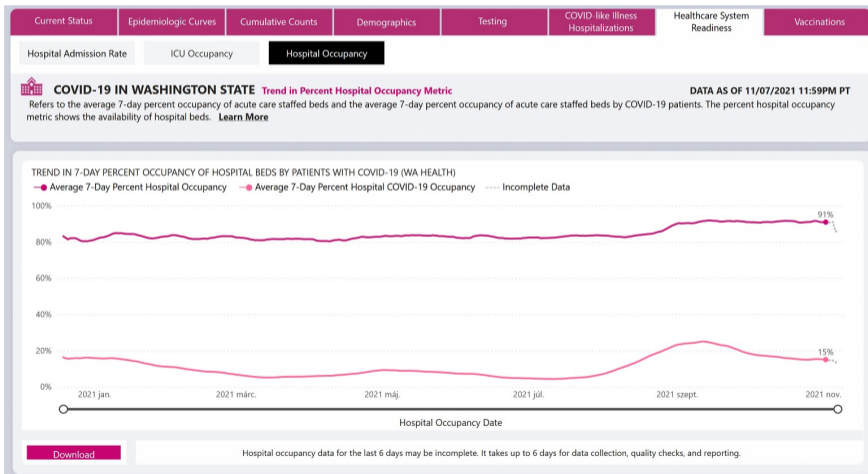 Current Status
Epidemiologic Curves
Cumulative Counts
Demographics
Testing
COVID-like Illness
Hospitalizations
Healthcare System
Readiness
Vaccinations
Hospital Admission Rate
ICU Occupancy
Hospital Occupancy
COVID-19 IN WASHINGTON STATE Trend in Percent Hospital Occupancy Metric
DATA AS OF 11/07/2021 11:59PM PT
Refers to the average 7-day percent occupancy of acute care staffed beds and the average 7-day percent occupancy of acute care staffed beds by COVID-19 patients. The percent hospital occupancy
metric shows the availability of hospital beds. Learn More
TREND IN 7-DAY PERCENT OCCUPANCY OF HOSPITAL BEDS BY PATIENTS WITH COVID-19 (WA HEALTH)
Average 7-Day Percent Hospital Occupancy
Average 7-Day Percent Hospital COVID-19 Occupancy
Incomplete Data
100%
91%
80%
60%
40%
20%
15%
0%
2021 jan.
2021 márc.
2021 máj.
2021 júl.
2021 szept.
2021 nov.
Hospital Occupancy Date
Download
Hospital occupancy data for the last 6 days may be incomplete. It takes up to 6 days for data collection, quality checks, and reporting.